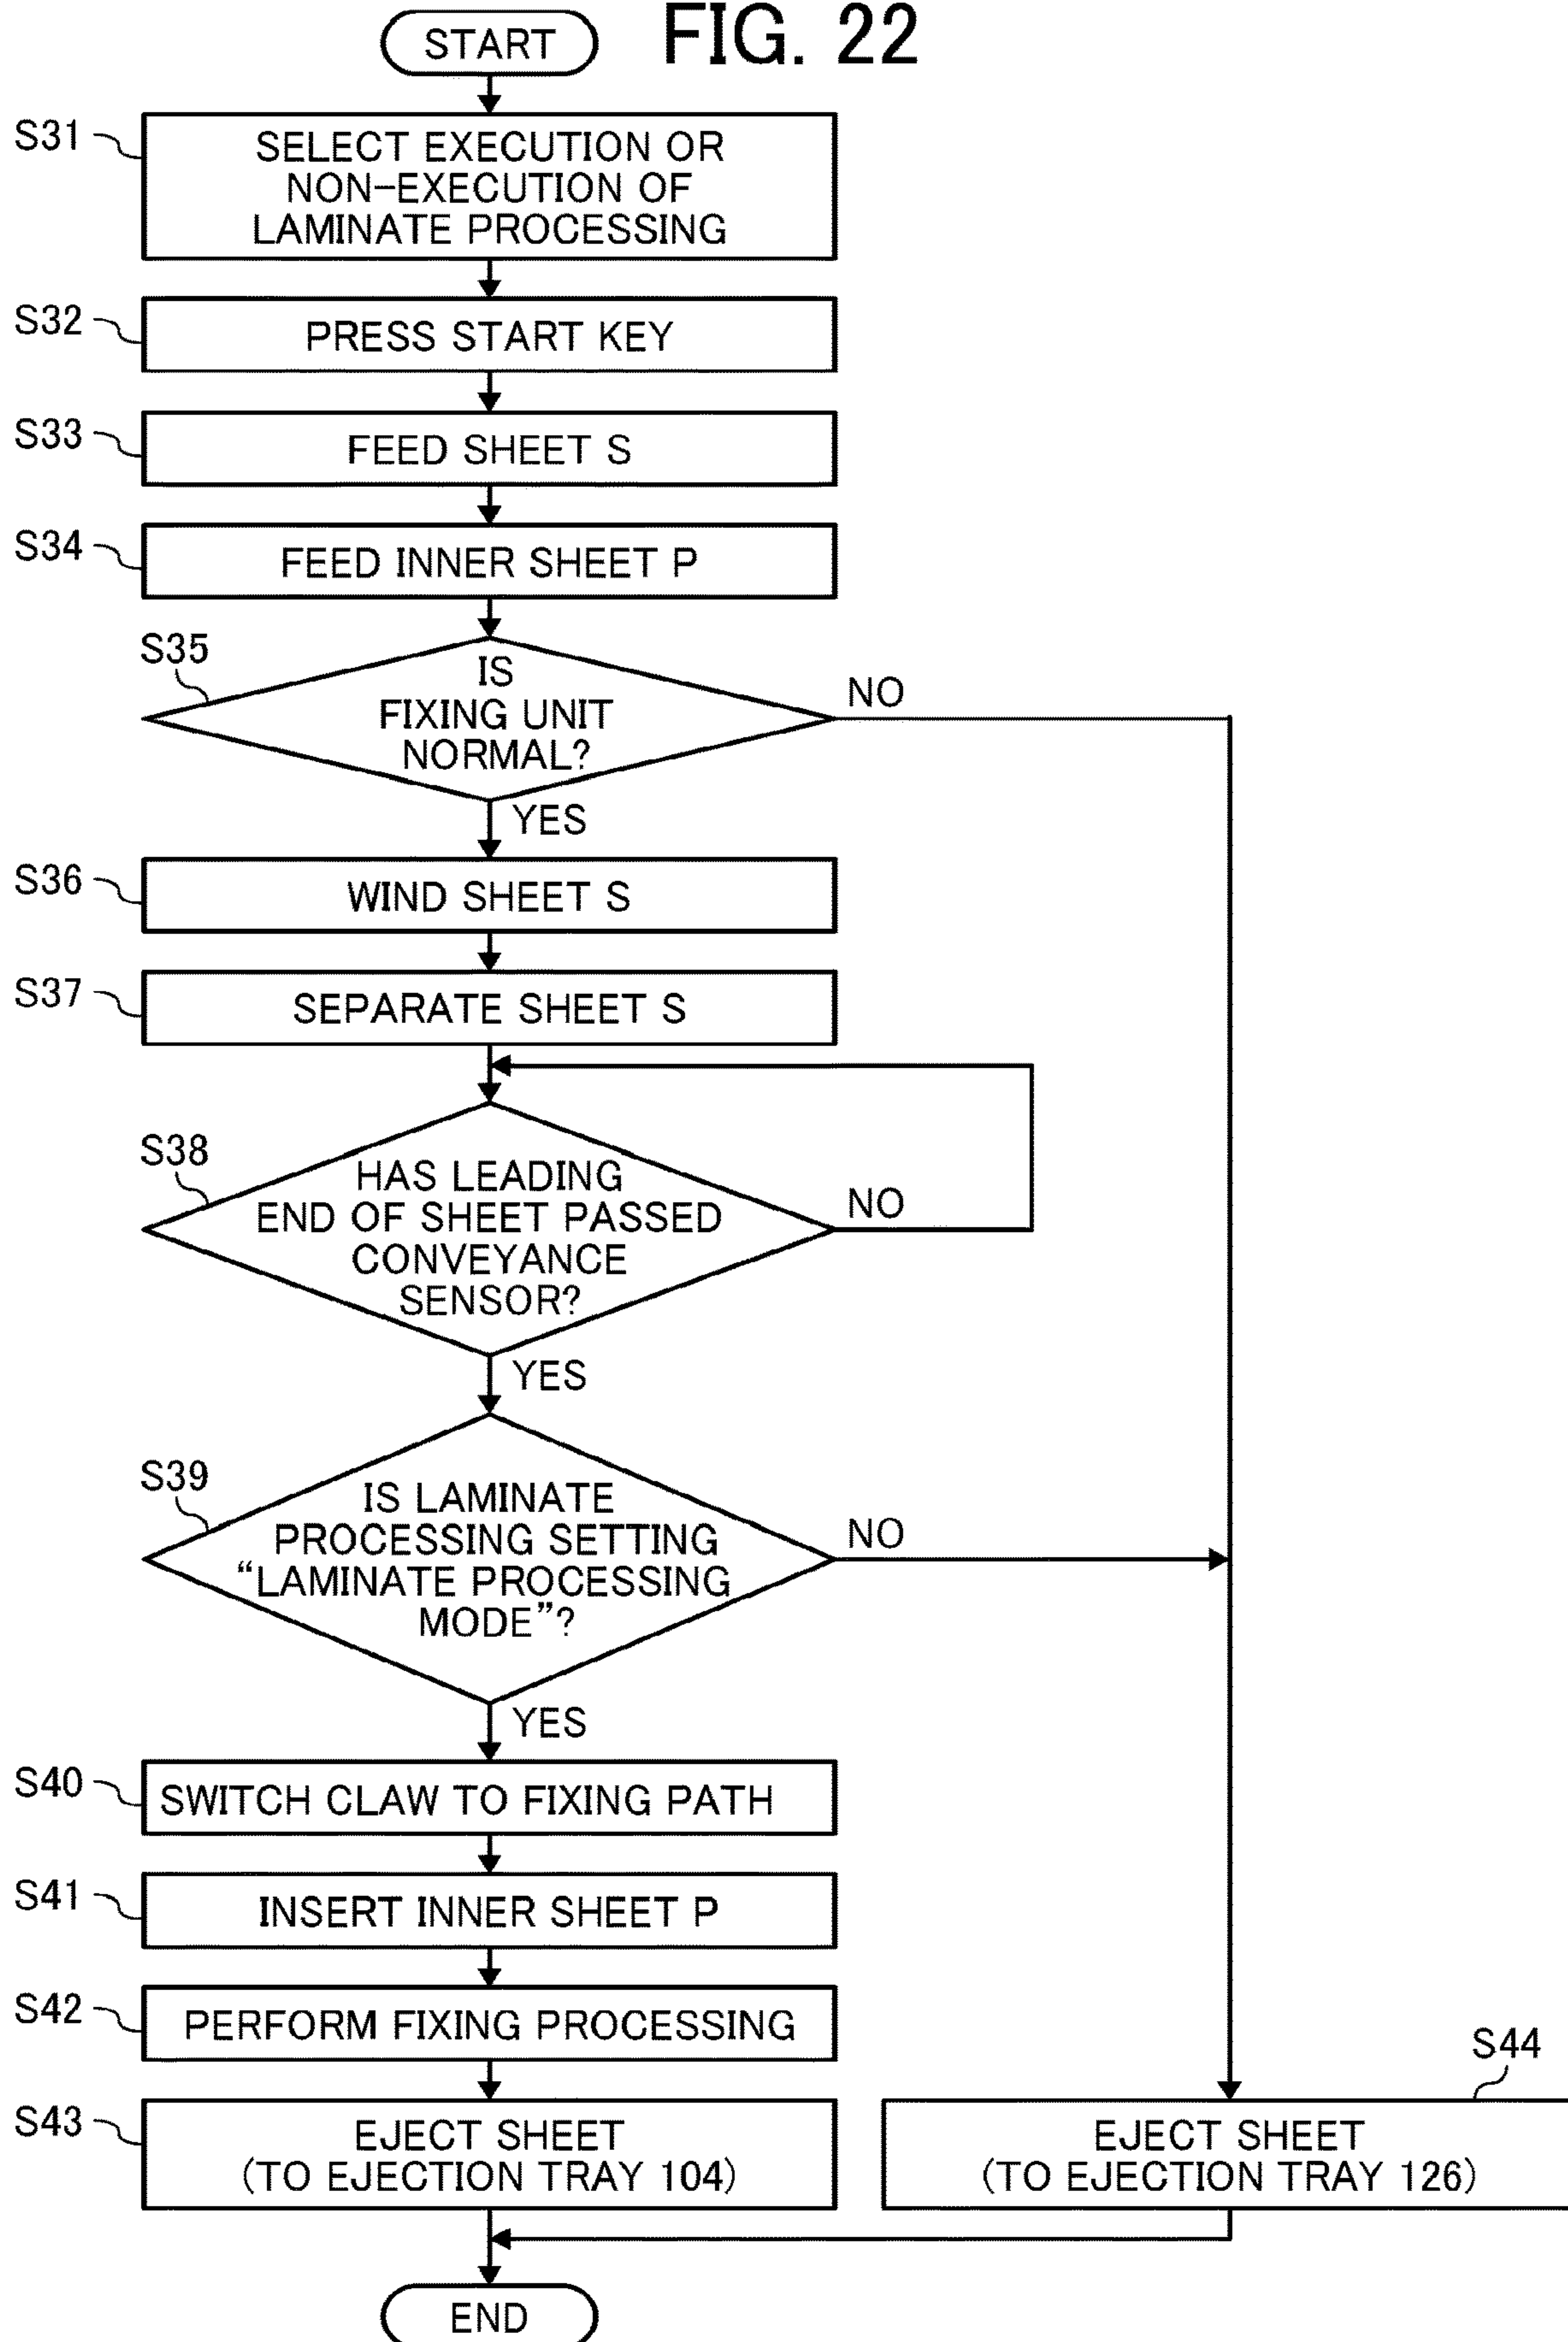 FIG. 22
START
S31
SELECT EXECUTION OR
NON-EXECUTION OF
LAMINATE PROCESSING
S32
PRESS START KEY
S33
FEED SHEET S
S34
FEED INNER SHEET P
S35
IS
FIXING UNIT
NORMAL?
NO
YES
S36
WIND SHEET S
S37
SEPARATE SHEET S
S38
HAS LEADING
END OF SHEET PASSED
CONVEYANCE
SENSOR?
NO
YES
S39
IS LAMINATE
PROCESSING SETTING
“LAMINATE PROCESSING
MODE”?
NO
YES
S40
SWITCH CLAW TO FIXING PATH
S41
INSERT INNER SHEET P
S42
PERFORM FIXING PROCESSING
S43
EJECT SHEET
(TO EJECTION TRAY 104)
S44
EJECT SHEET
(TO EJECTION TRAY 126)
END